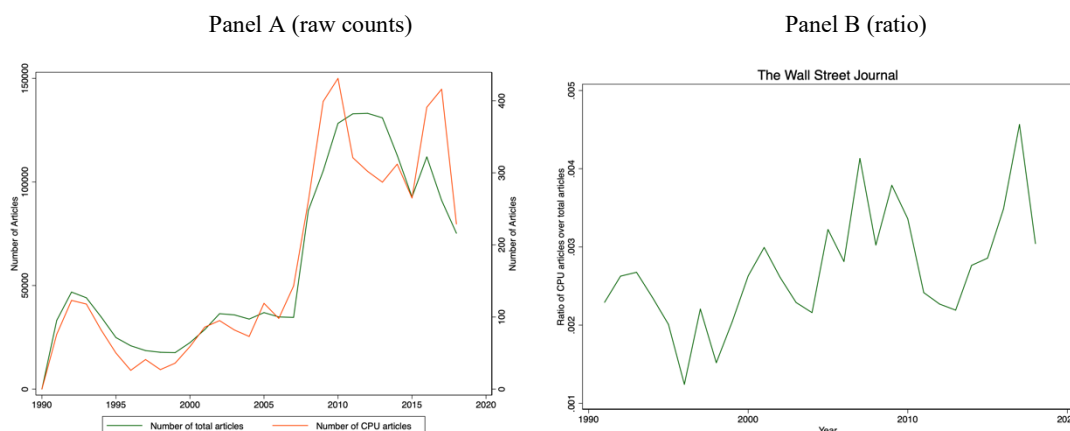 Panel A (raw counts)
Panel B (ratio)
The Wall Street Journal
Number of Articles
150000
100000
50000
0
400
300
200
100
0
Number of Articles
1990 1995 2000 2005 2010 2015 2020
Number of total articles Number of CPU articles
Ratio of CPU articles over total articles
.005
.004
.003
.002
.001
1990 2000 2010
Year